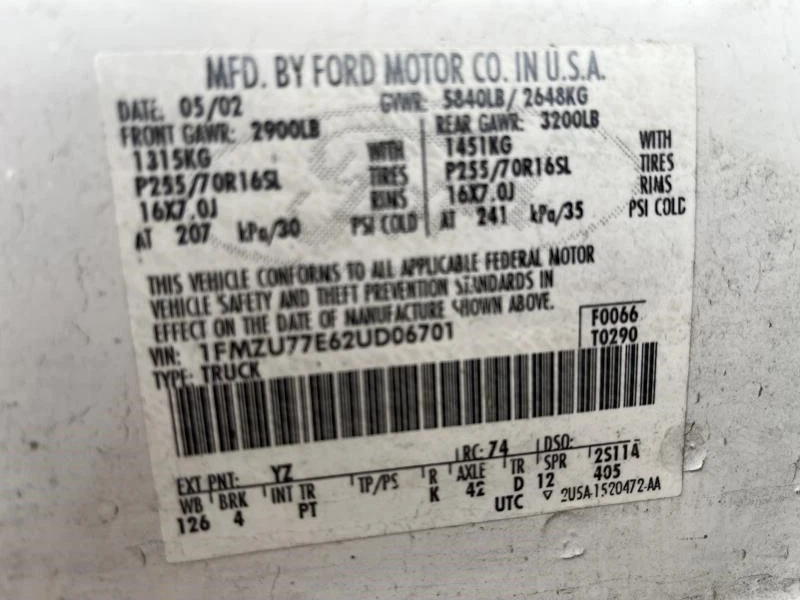 MFD. BY FORD MOTOR CO. IN U.S.A.
DATE: 05/02 GVWR: 5840LB/ 2648KG
FRONT GAWR: 2900LB REAR GAWR: 3200LB
1315KG WITH 1451KG WITH
P255/70R16SL TIRES P255/70R16SL TIRES
16X7.0J RIMS 16X7.0J RIMS
AT 207 kPa/30 PSI COLD AT 241 kPa/35 PSI COLD
THIS VEHICLE CONFORMS TO ALL APPLICABLE FEDERAL MOTOR
VEHICLE SAFETY AND THEFT PREVENTION STANDARDS IN
EFFECT ON THE DATE OF MANUFACTURE SHOWN ABOVE.
VIN: 1FMZU77E62UD06701 F0066
TYPE: TRUCK T0290
EXT PNT: YZ RC: 74 DSO:
WB BRK INT TR TP/PS R AXLE TR SPR 2S11A
126 4 PT K 42 D 12 405
UTC ▽ 2U5A-1520472-AA